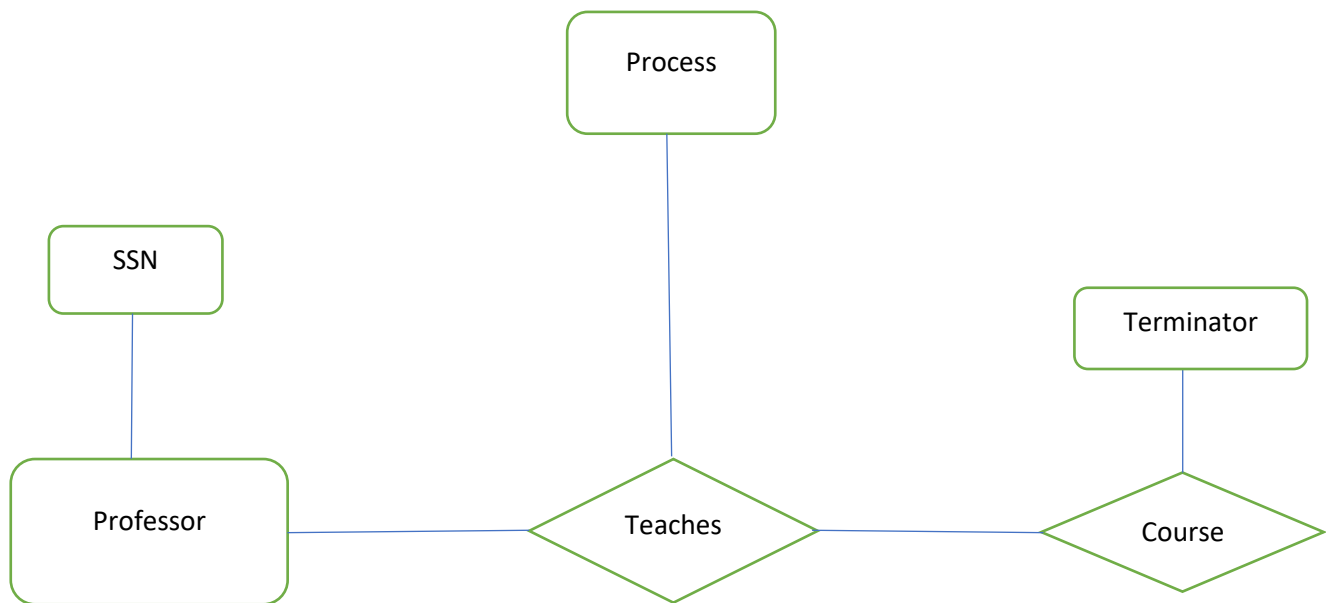 Process
SSN
Terminator
Professor
Teaches
Course